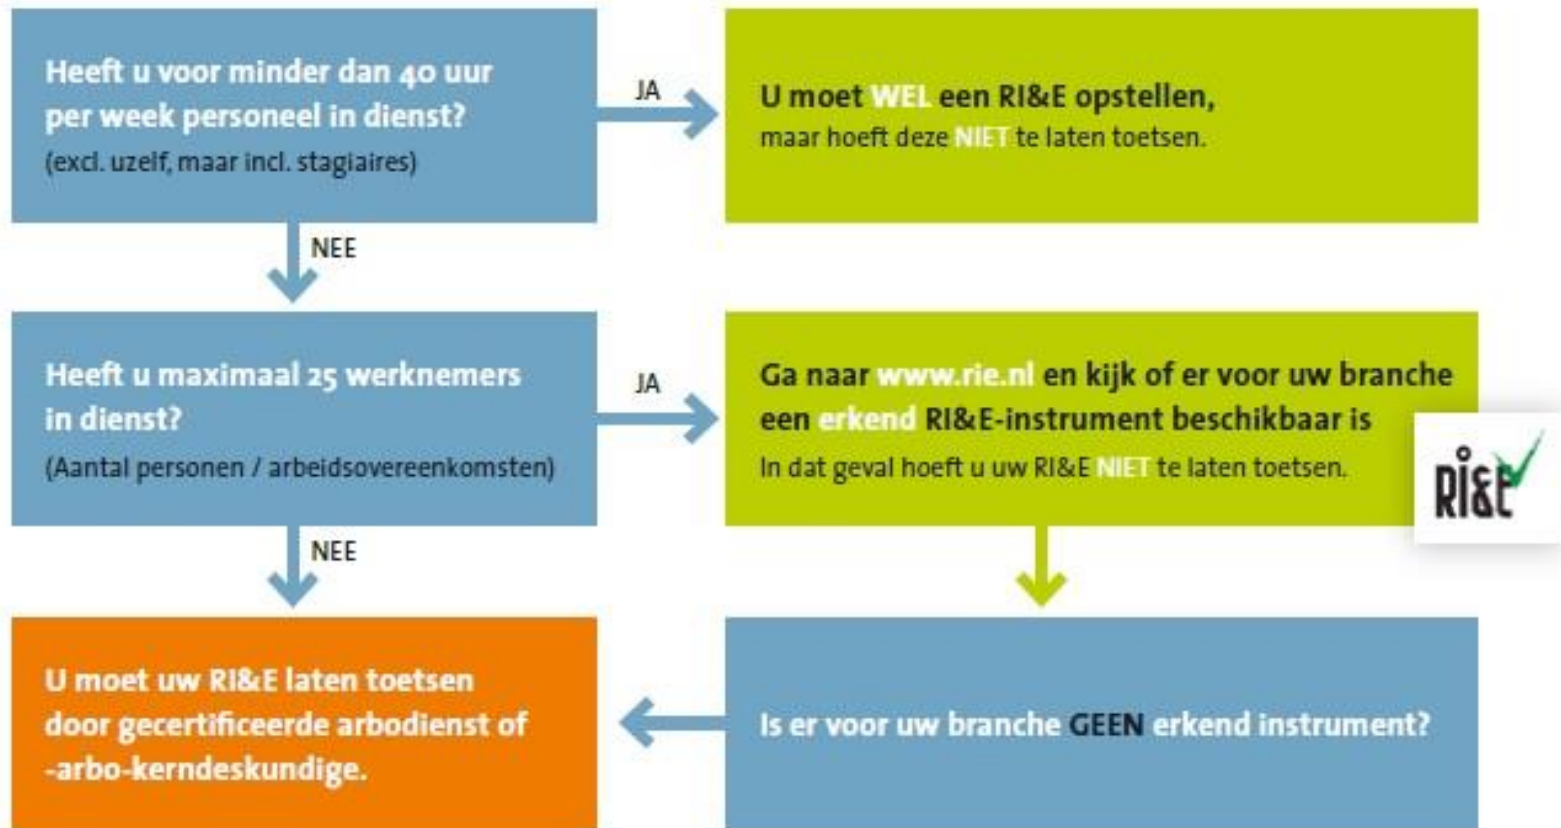 Heeft u voor minder dan 40 uur
per week personeel in dienst?
(excl. uzelf, maar incl. stagiaires)
JA
U moet WEL een RI&E opstellen,
maar hoeft deze NIET te laten toetsen.
NEE
Heeft u maximaal 25 werknemers
in dienst?
(Aantal personen / arbeidsovereenkomsten)
JA
Ga naar www.rie.nl en kijk of er voor uw branche
een erkend RI&E-instrument beschikbaar is
In dat geval hoeft u uw RI&E NIET te laten toetsen.
RI&E
NEE
U moet uw RI&E laten toetsen
door gecertificeerde arbodienst of
-arbo-kerndeskundige.
Is er voor uw branche GEEN erkend instrument?